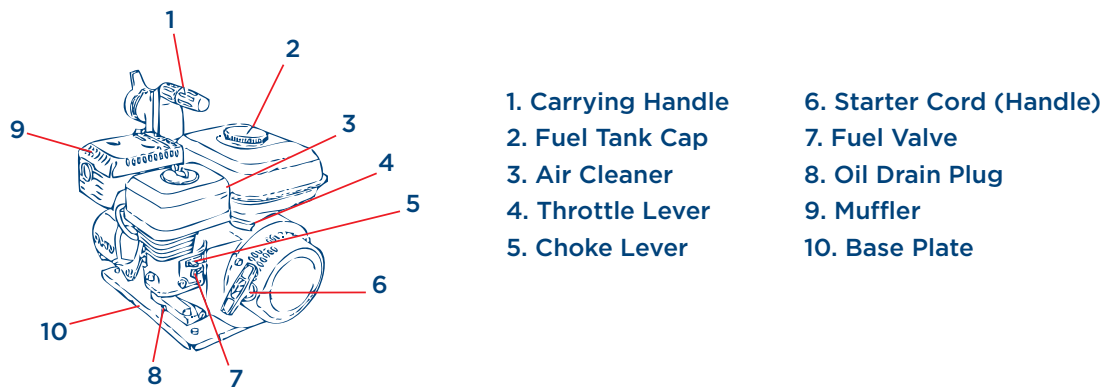 1
2
3
4
5
6
7
8
9
10
1. Carrying Handle
2. Fuel Tank Cap
3. Air Cleaner
4. Throttle Lever
5. Choke Lever
6. Starter Cord (Handle)
7. Fuel Valve
8. Oil Drain Plug
9. Muffler
10. Base Plate